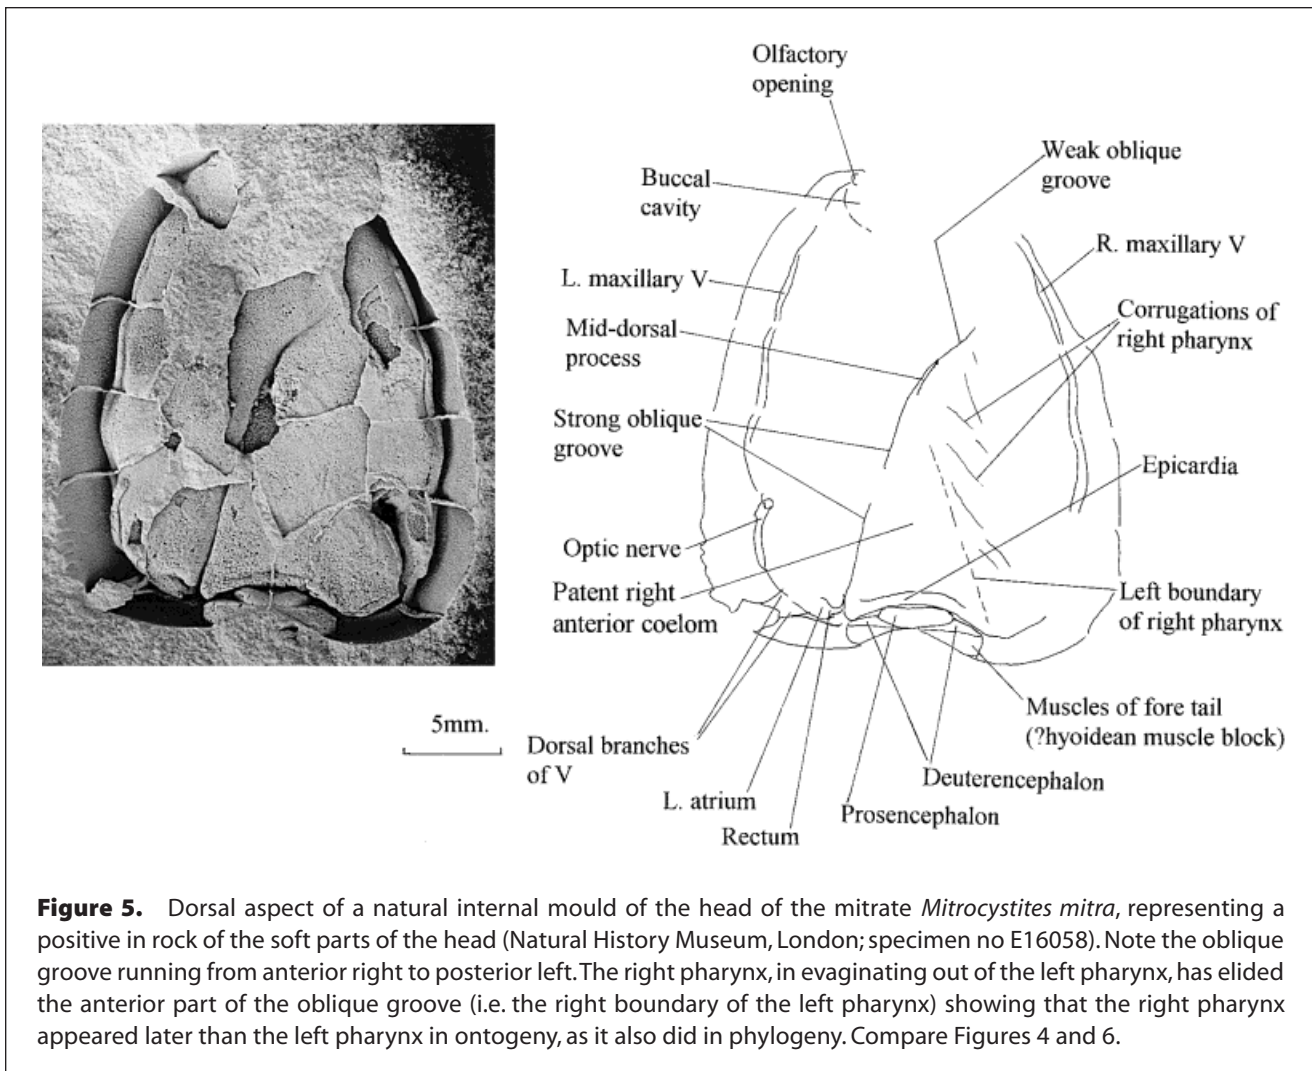 Olfactory
opening
Weak oblique
groove
Buccal
cavity
R. maxillary V
L. maxillary V
Corrugations of
right pharynx
Mid-dorsal
process
Strong oblique
groove
Epicardia
Optic nerve
Patent right
anterior coelom
Left boundary
of right pharynx
5mm.
Muscles of fore tail
(?hyoidean muscle block)
Dorsal branches
of V
Deuterencephalon
L. atrium
Prosencephalon
Rectum
Figure 5. Dorsal aspect of a natural internal mould of the head of the mitrate Mitrocystites mitra, representing a
positive in rock of the soft parts of the head (Natural History Museum, London; specimen no E16058). Note the oblique
groove running from anterior right to posterior left. The right pharynx, in evaginating out of the left pharynx, has elided
the anterior part of the oblique groove (i.e. the right boundary of the left pharynx) showing that the right pharynx
appeared later than the left pharynx in ontogeny, as it also did in phylogeny. Compare Figures 4 and 6.